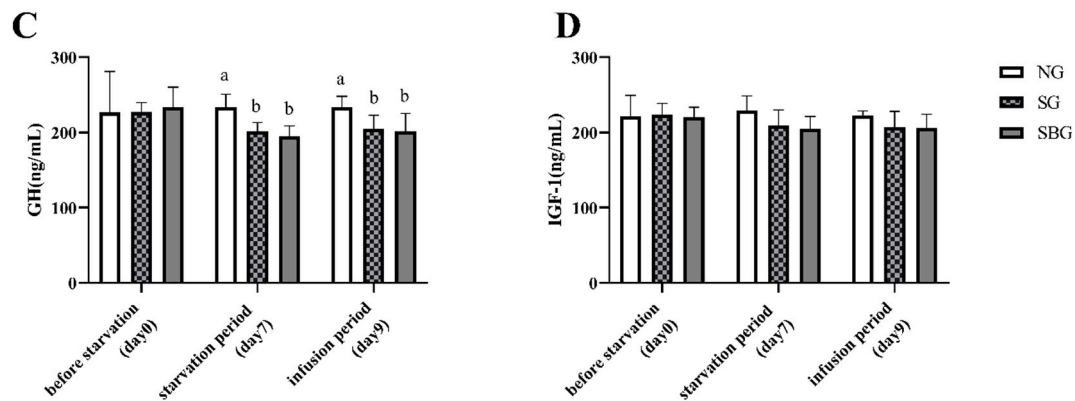 C
GH(ng/mL)
300
200
100
0
a
b
b
a
b
b
before starvation
(day0)
starvation period
(day7)
infusion period
(day9)
D
IGF-1(ng/mL)
300
200
100
0
before starvation
(day0)
starvation period
(day7)
infusion period
(day9)
NG
SG
SBG